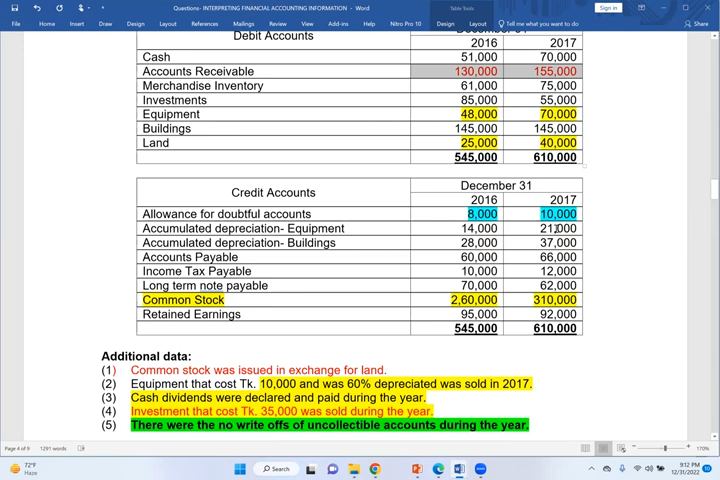 Questions- INTERPRETING FINANCIAL ACCOUNTING INFORMATION - Word
Table Tools
Sign in
File Home Insert Draw Design Layout References Mailings Review View Add-ins Help Nitro Pro 10 Design Layout Tell me what you want to do Share
Debit Accounts
2016 2017
Cash 51,000 70,000
Accounts Receivable 130,000 155,000
Merchandise Inventory 61,000 75,000
Investments 85,000 55,000
Equipment 48,000 70,000
Buildings 145,000 145,000
Land 25,000 40,000
545,000 610,000
Credit Accounts December 31
2016 2017
Allowance for doubtful accounts 8,000 10,000
Accumulated depreciation- Equipment 14,000 21,000
Accumulated depreciation- Buildings 28,000 37,000
Accounts Payable 60,000 66,000
Income Tax Payable 10,000 12,000
Long term note payable 70,000 62,000
Common Stock 2,60,000 310,000
Retained Earnings 95,000 92,000
545,000 610,000
Additional data:
(1) Common stock was issued in exchange for land.
(2) Equipment that cost Tk. 10,000 and was 60% depreciated was sold in 2017.
(3) Cash dividends were declared and paid during the year.
(4) Investment that cost Tk. 35,000 was sold during the year.
(5) There were the no write offs of uncollectible accounts during the year.
Page 4 of 9 1291 words 170%
72°F
Haze
Search
9:12 PM
12/31/2022